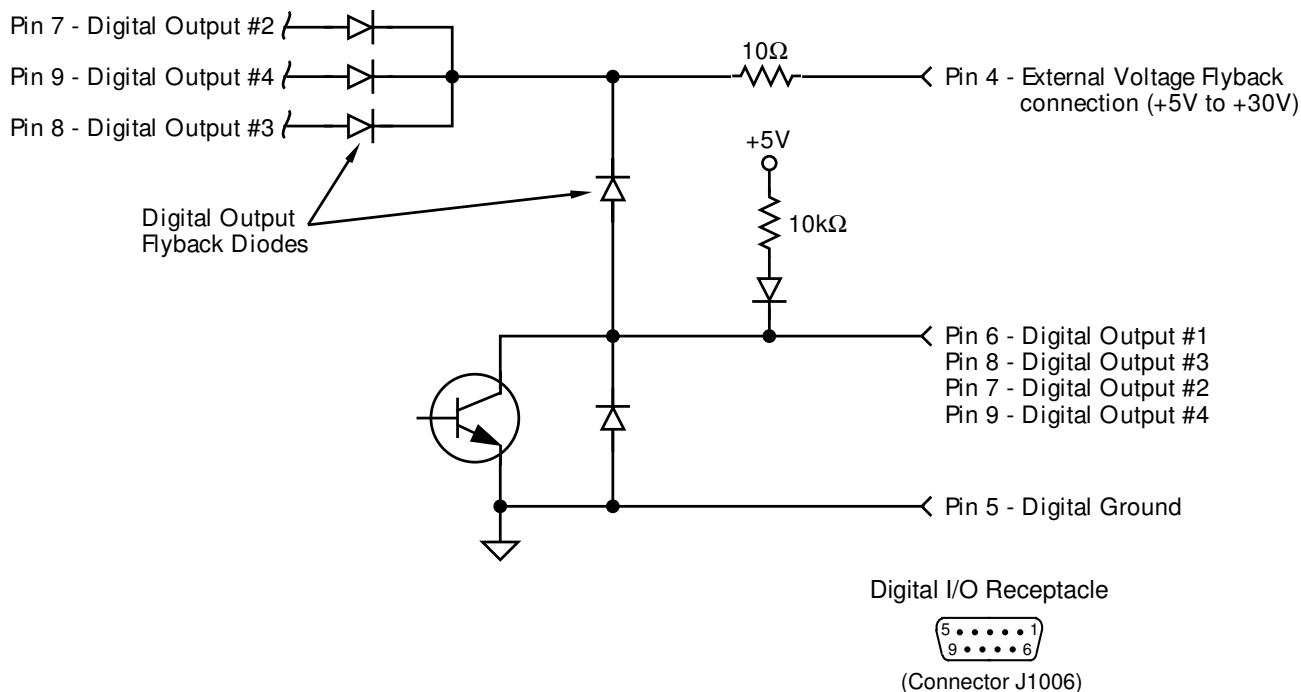 Pin 7 - Digital Output #2
Pin 9 - Digital Output #4
Pin 8 - Digital Output #3
10Ω
Pin 4 - External Voltage Flyback
connection (+5V to +30V)
+5V
10kΩ
Digital Output
Flyback Diodes
Pin 6 - Digital Output #1
Pin 8 - Digital Output #3
Pin 7 - Digital Output #2
Pin 9 - Digital Output #4
Pin 5 - Digital Ground
Digital I/O Receptacle
5 1
9 6
(Connector J1006)